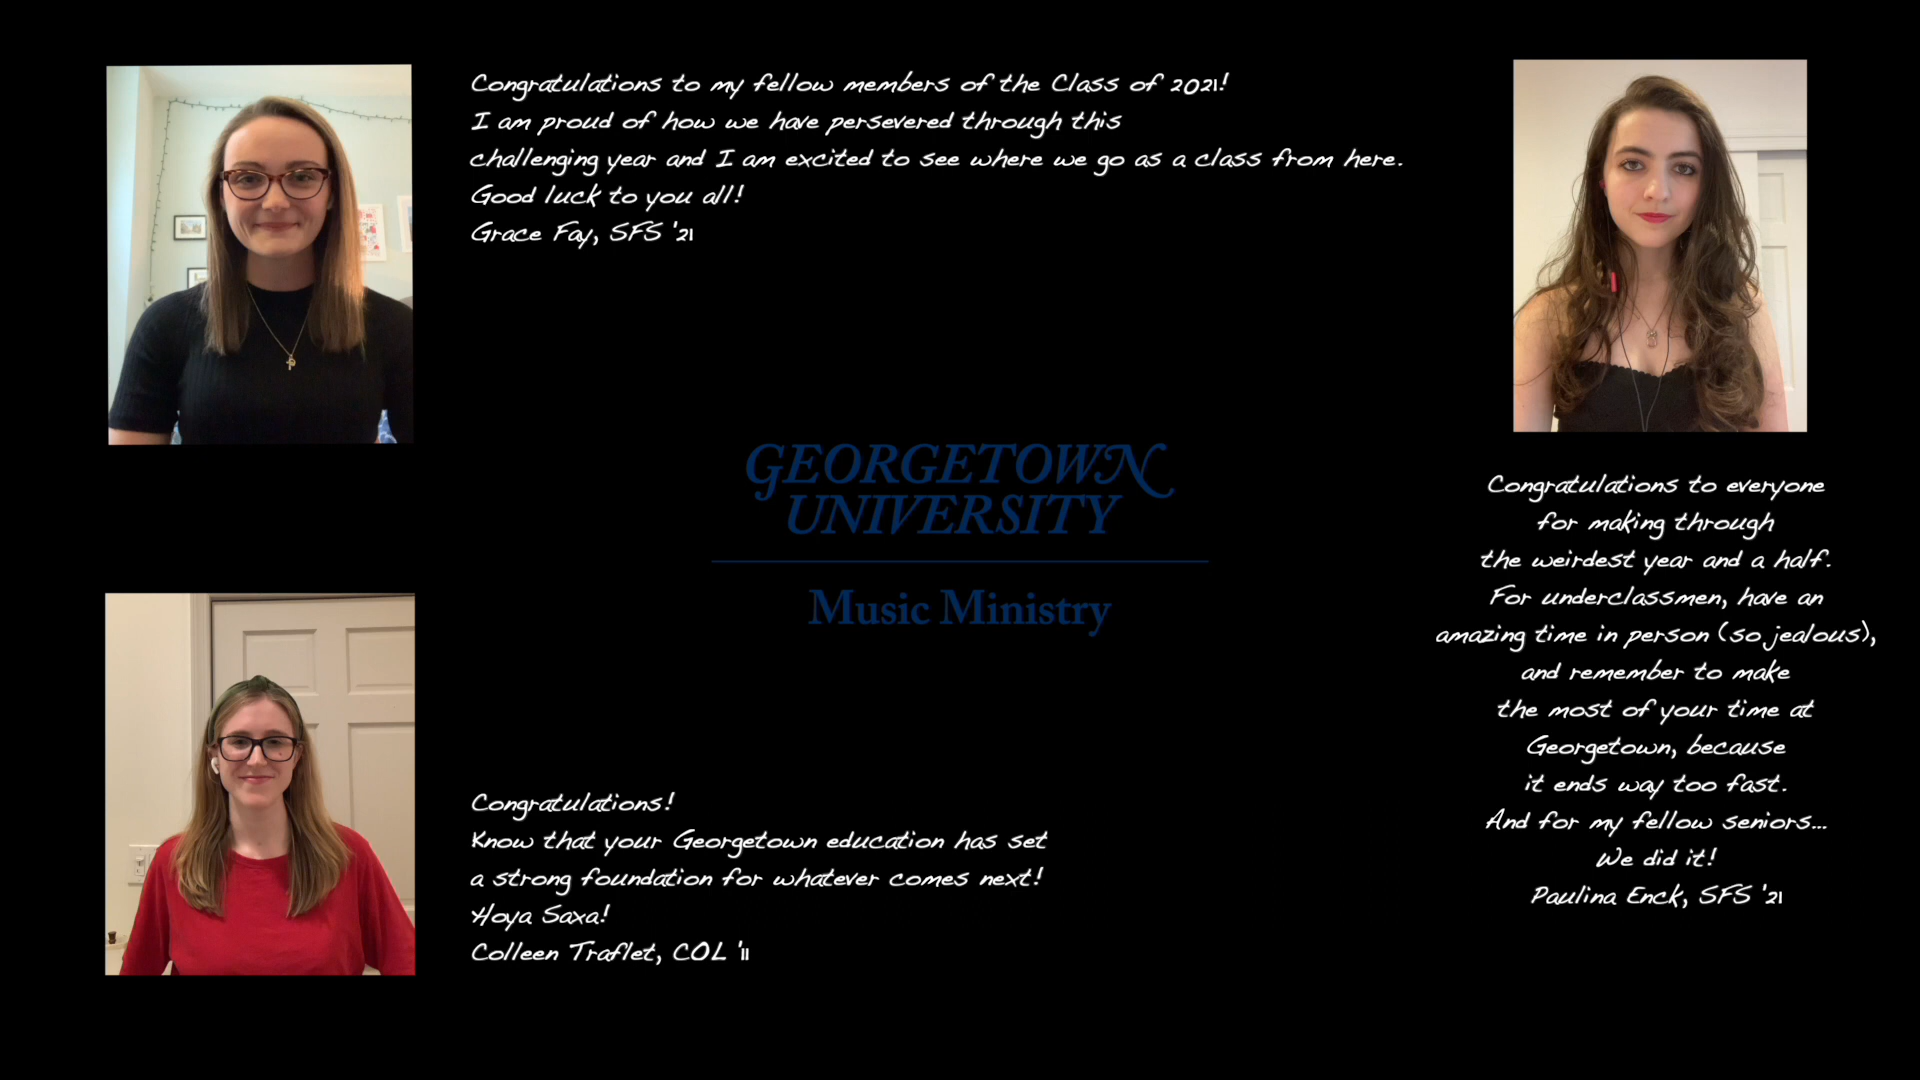 Congratulations to my fellow members of the Class of 2021!
I am proud of how we have persevered through this
challenging year and I am excited to see where we go as a class from here.
Good luck to you all!
Grace Fay, SFS '21
GEORGETOWN
UNIVERSITY
Music Ministry
Congratulations!
Know that your Georgetown education has set
a strong foundation for whatever comes next!
Hoya Saxa!
Colleen Traflet, COL '11
Congratulations to everyone
for making through
the weirdest year and a half.
For underclassmen, have an
amazing time in person (so jealous),
and remember to make
the most of your time at
Georgetown, because
it ends way too fast.
And for my fellow seniors...
We did it!
Paulina Enck, SFS '21